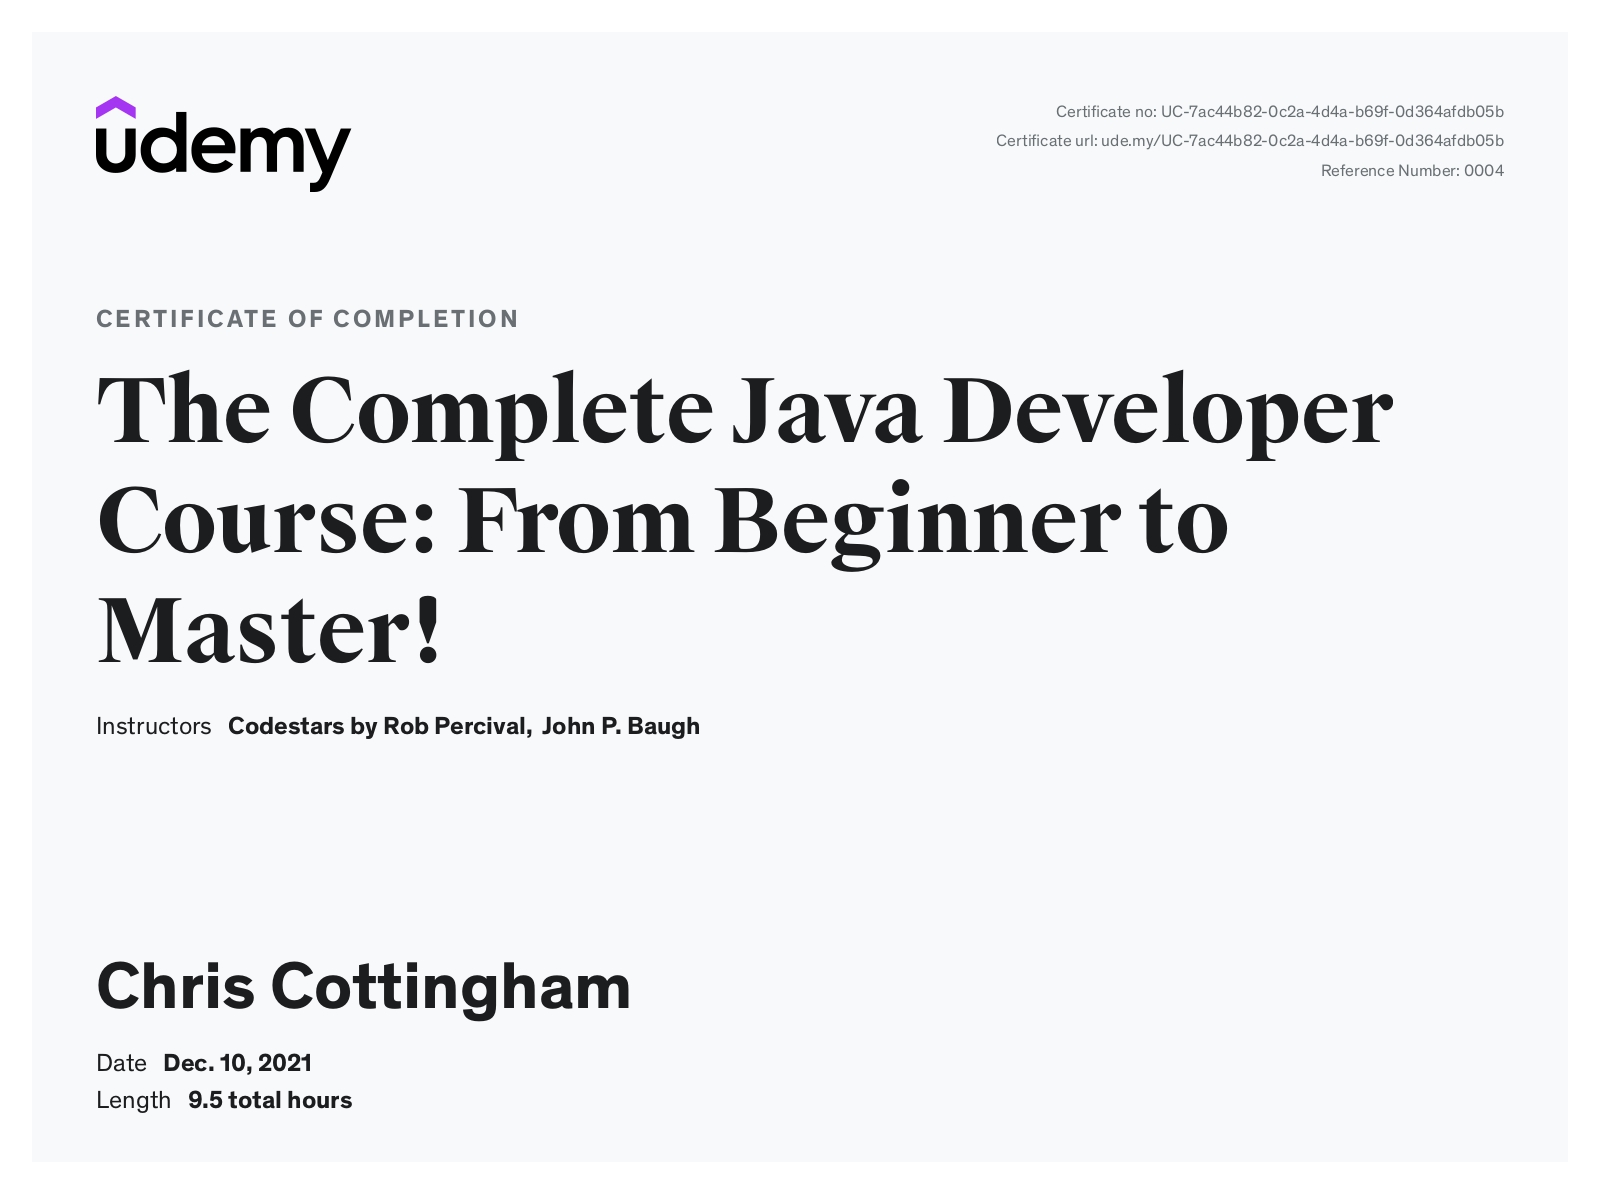 udemy
Certificate no: UC-7ac44b82-0c2a-4d4a-b69f-0d364afdb05b
Certificate url: ude.my/UC-7ac44b82-0c2a-4d4a-b69f-0d364afdb05b
Reference Number: 0004
CERTIFICATE OF COMPLETION
The Complete Java Developer
Course: From Beginner to
Master!
Instructors Codestars by Rob Percival, John P. Baugh
Chris Cottingham
Date Dec. 10, 2021
Length 9.5 total hours